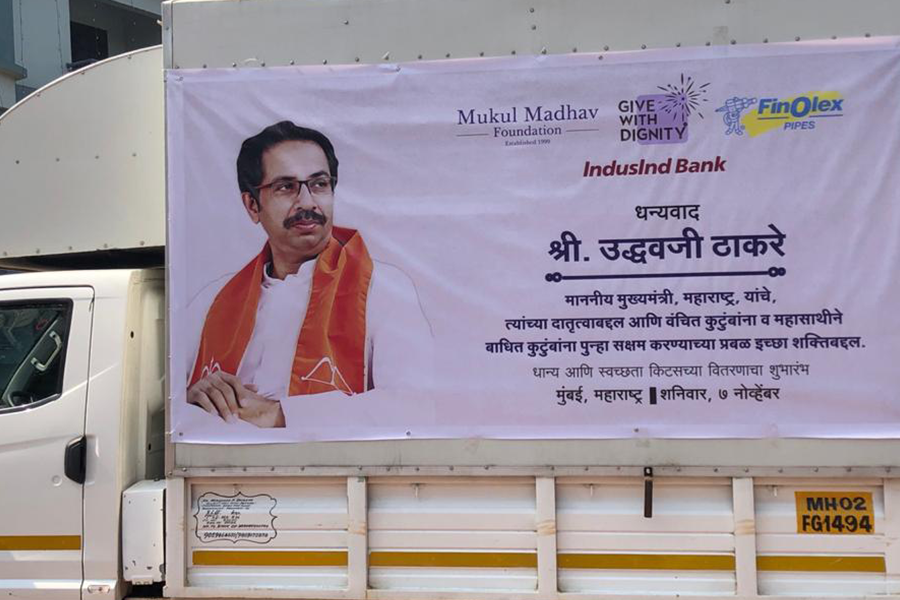 Mukul Madhav
Foundation
Established 1999
GIVE
WITH
DIGNITY
FinOlex
PIPES
IndusInd Bank
धन्यवाद
श्री. उद्धवजी ठाकरे
माननीय मुख्यमंत्री, महाराष्ट्र, यांचे,
त्यांच्या दातृत्वाबद्दल आणि वंचित कुटुंबांना व महासाथीने
बाधित कुटुंबांना पुन्हा सक्षम करण्याच्या प्रबळ इच्छा शक्तिबद्दल.
धान्य आणि स्वच्छता किटसच्या वितरणाचा शुभारंभ
मुंबई, महाराष्ट्र | शनिवार, ७ नोव्हेंबर
MH02
FG1494